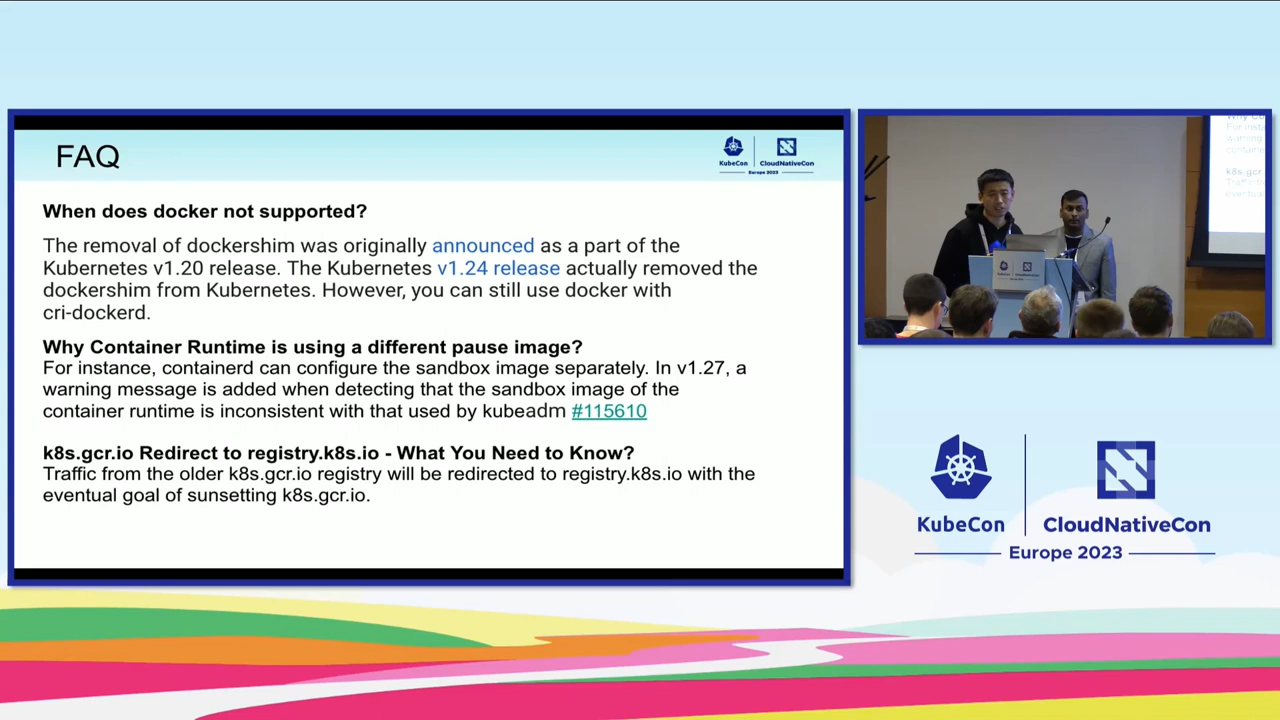 FAQ
KubeCon
CloudNativeCon
Europe 2023
When does docker not supported?
The removal of dockershim was originally announced as a part of the
Kubernetes v1.20 release. The Kubernetes v1.24 release actually removed the
dockershim from Kubernetes. However, you can still use docker with
cri-dockerd.
Why Container Runtime is using a different pause image?
For instance, containerd can configure the sandbox image separately. In v1.27, a
warning message is added when detecting that the sandbox image of the
container runtime is inconsistent with that used by kubeadm #115610
k8s.gcr.io Redirect to registry.k8s.io - What You Need to Know?
Traffic from the older k8s.gcr.io registry will be redirected to registry.k8s.io with the
eventual goal of sunsetting k8s.gcr.io.
k8s.gcr
KubeCon
CloudNativeCon
Europe 2023